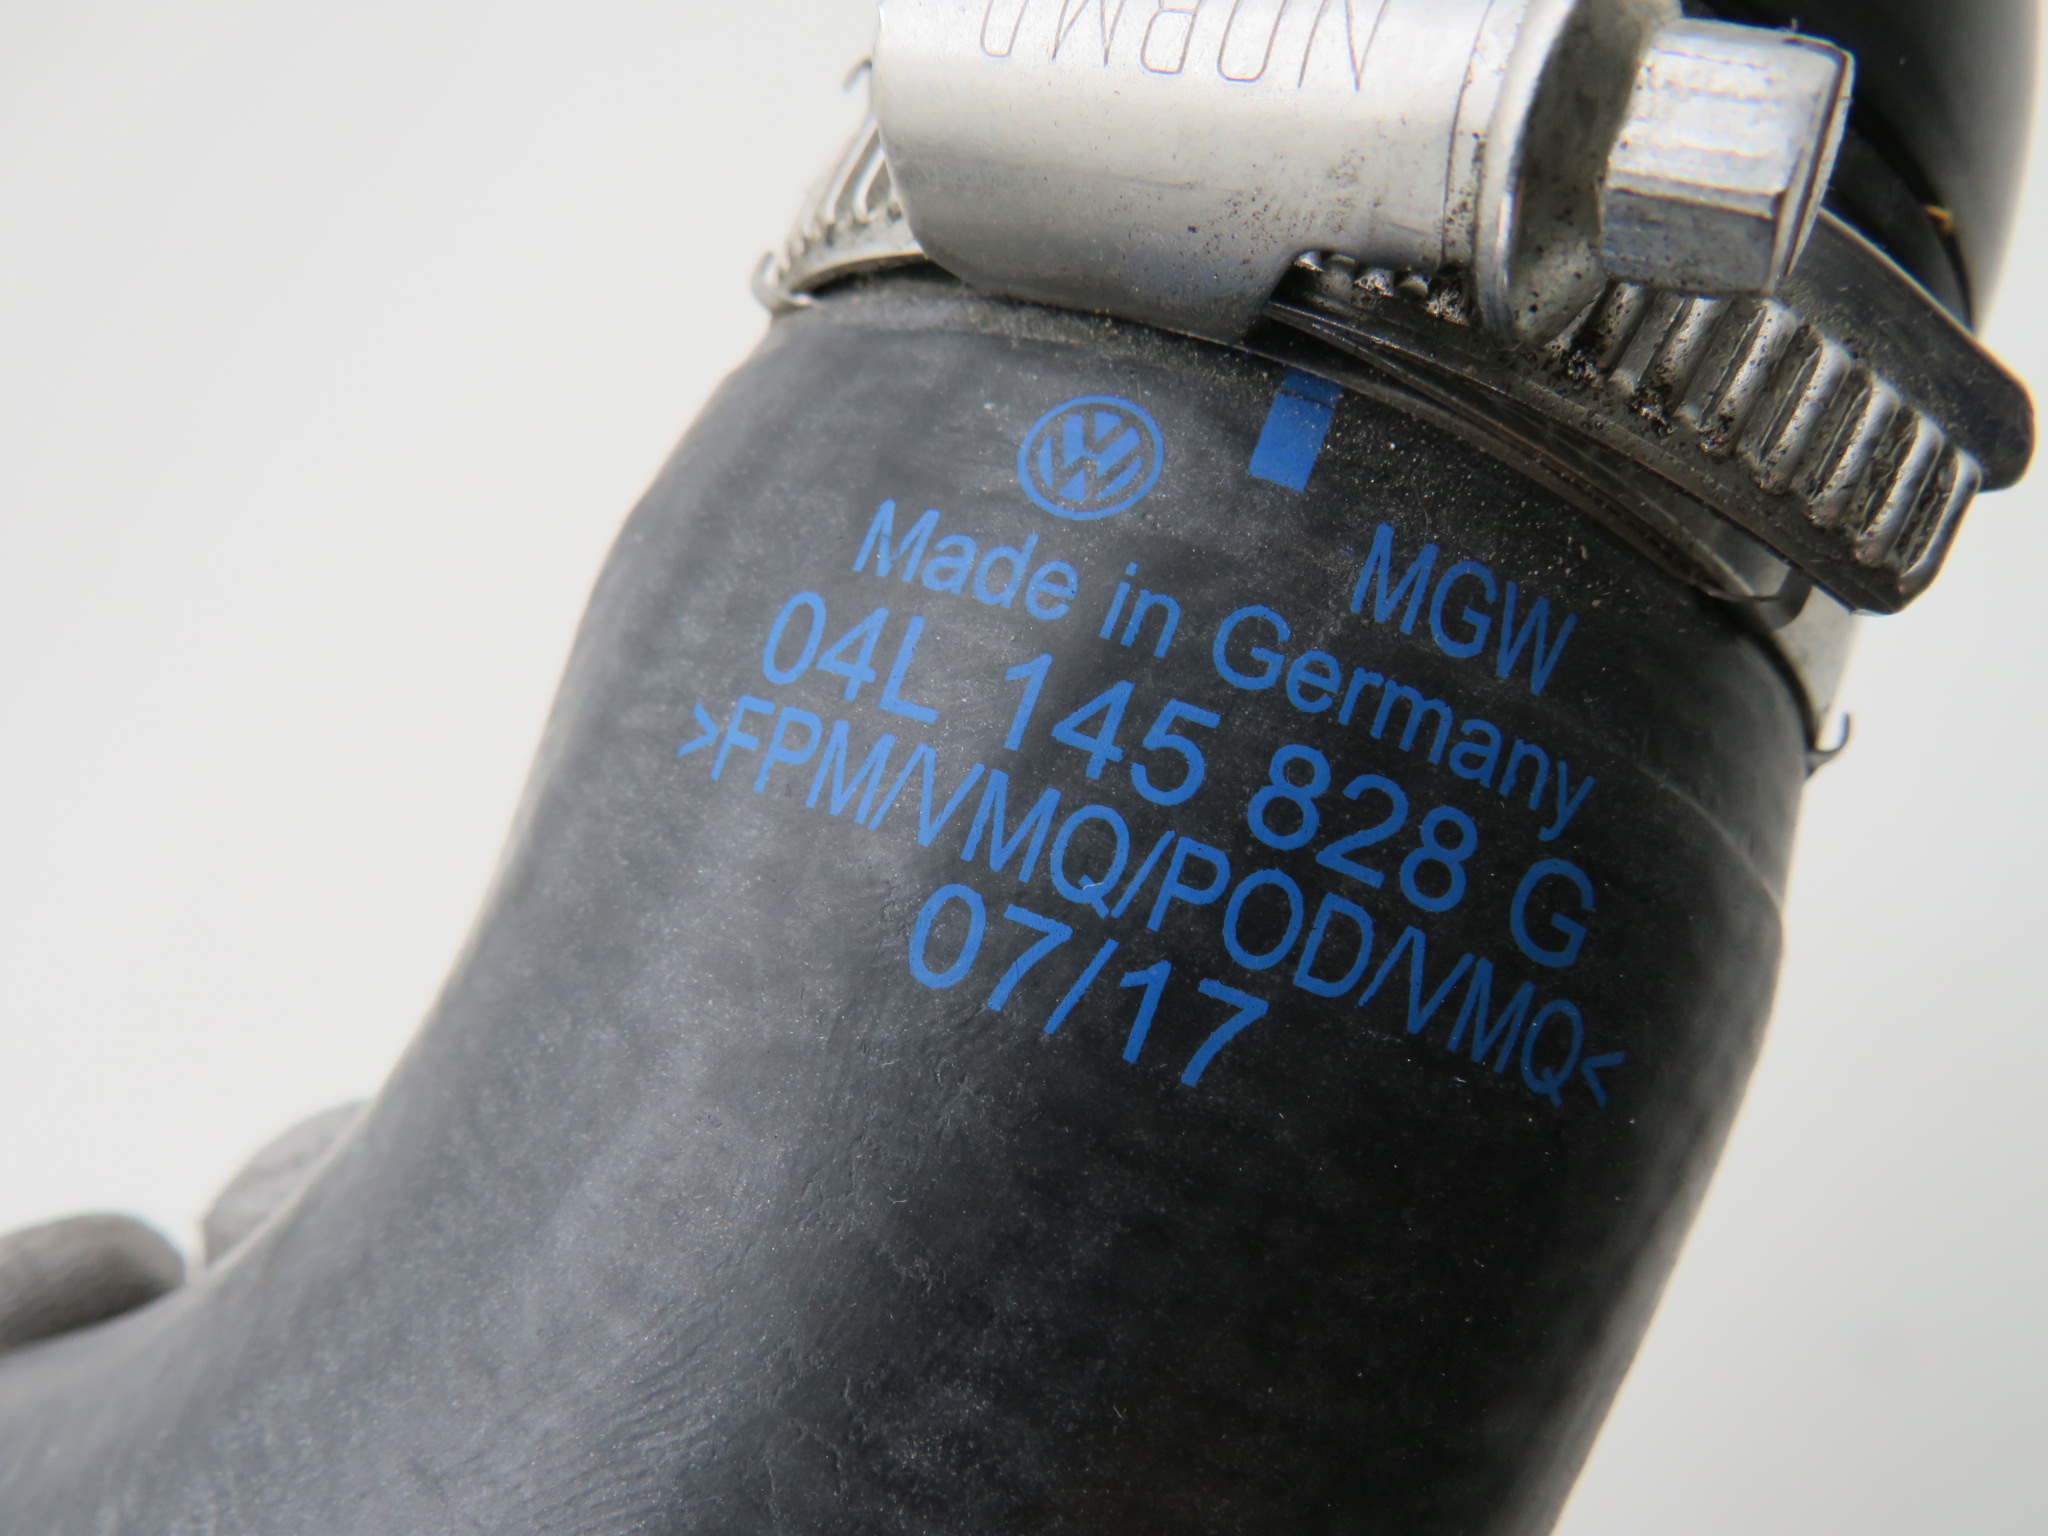 NORMA
MGW
Made in Germany
04L 145 828 G
>FPM/VMQ/POD/VMQ<
07/17